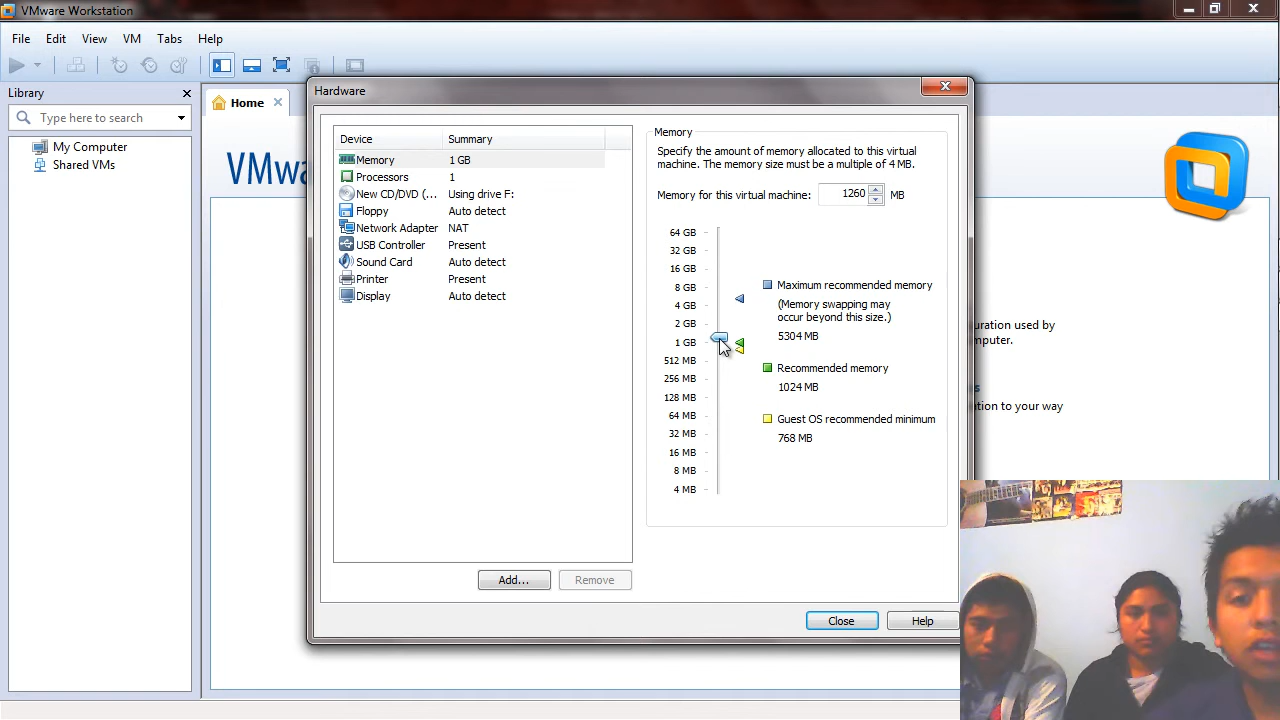 VMware Workstation
File Edit View VM Tabs Help
Library
Type here to search
My Computer
Shared VMs
Home
VMwa
Hardware
Device Summary
Memory 1 GB
Processors 1
New CD/DVD (... Using drive F:
Floppy Auto detect
Network Adapter NAT
USB Controller Present
Sound Card Auto detect
Printer Present
Display Auto detect
Add... Remove
Memory
Specify the amount of memory allocated to this virtual
machine. The memory size must be a multiple of 4 MB.
Memory for this virtual machine: 1260 MB
64 GB
32 GB
16 GB
8 GB
4 GB
2 GB
1 GB
512 MB
256 MB
128 MB
64 MB
32 MB
16 MB
8 MB
4 MB
Maximum recommended memory
(Memory swapping may
occur beyond this size.)
5304 MB
Recommended memory
1024 MB
Guest OS recommended minimum
768 MB
Close Help
uration used by
mputer.
ation to your way